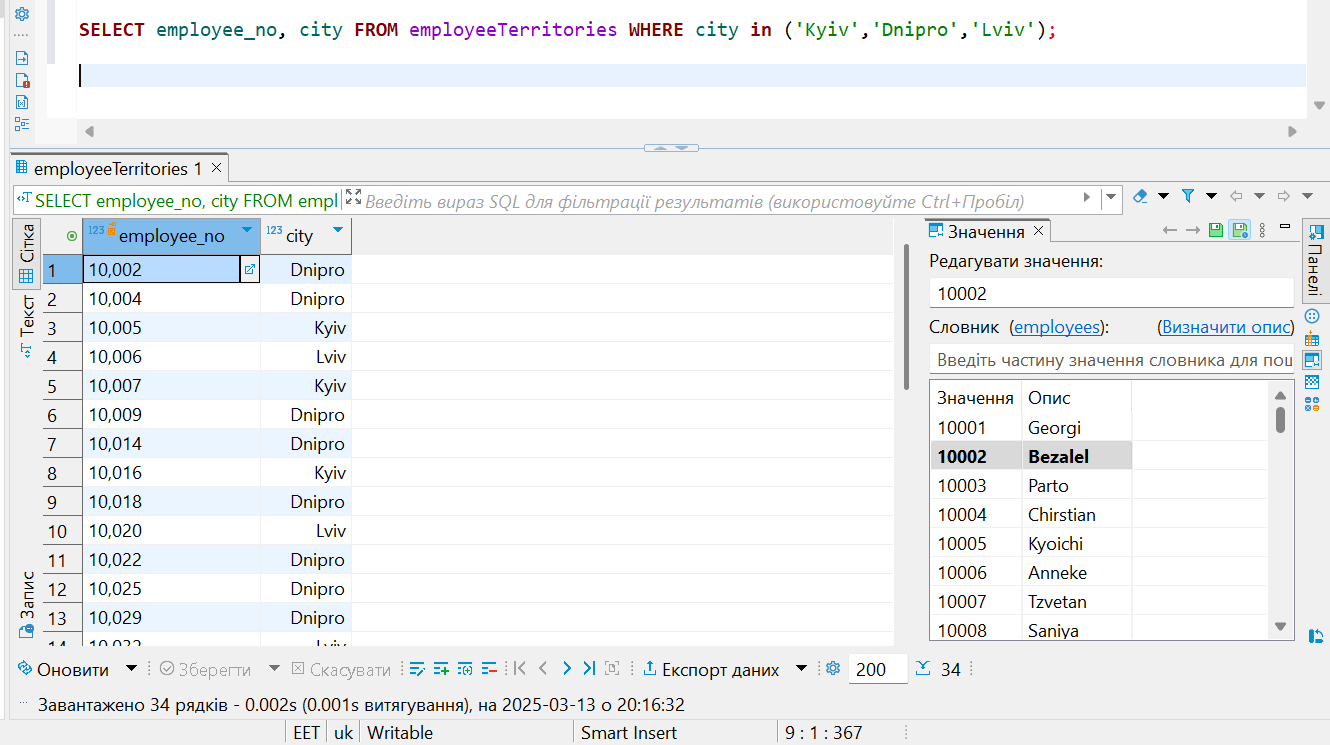 SELECT employee_no, city FROM employeeTerritories WHERE city in ('Kyiv','Dnipro','Lviv');
employeeTerritories 1
SELECT employee_no, city FROM empl Введіть вираз SQL для фільтрації результатів (використовуйте Ctrl+Пробіл)
Сітка
Текст
Запис
123 employee_no 123 city
1 10,002 Dnipro
2 10,004 Dnipro
3 10,005 Kyiv
4 10,006 Lviv
5 10,007 Kyiv
6 10,009 Dnipro
7 10,014 Dnipro
8 10,016 Kyiv
9 10,018 Dnipro
10 10,020 Lviv
11 10,022 Dnipro
12 10,025 Dnipro
13 10,029 Dnipro
14 10,032 Lviv
Значення
Редагувати значення:
10002
Словник (employees): (Визначити опис)
Введіть частину значення словника для пош
Значення Опис
10001 Georgi
10002 Bezalel
10003 Parto
10004 Chirstian
10005 Kyoichi
10006 Anneke
10007 Tzvetan
10008 Saniya
Панелі
Оновити Зберегти Скасувати Експорт даних 200 34
Завантажено 34 рядків - 0.002s (0.001s витягування), на 2025-03-13 о 20:16:32
EET uk Writable Smart Insert 9 : 1 : 367